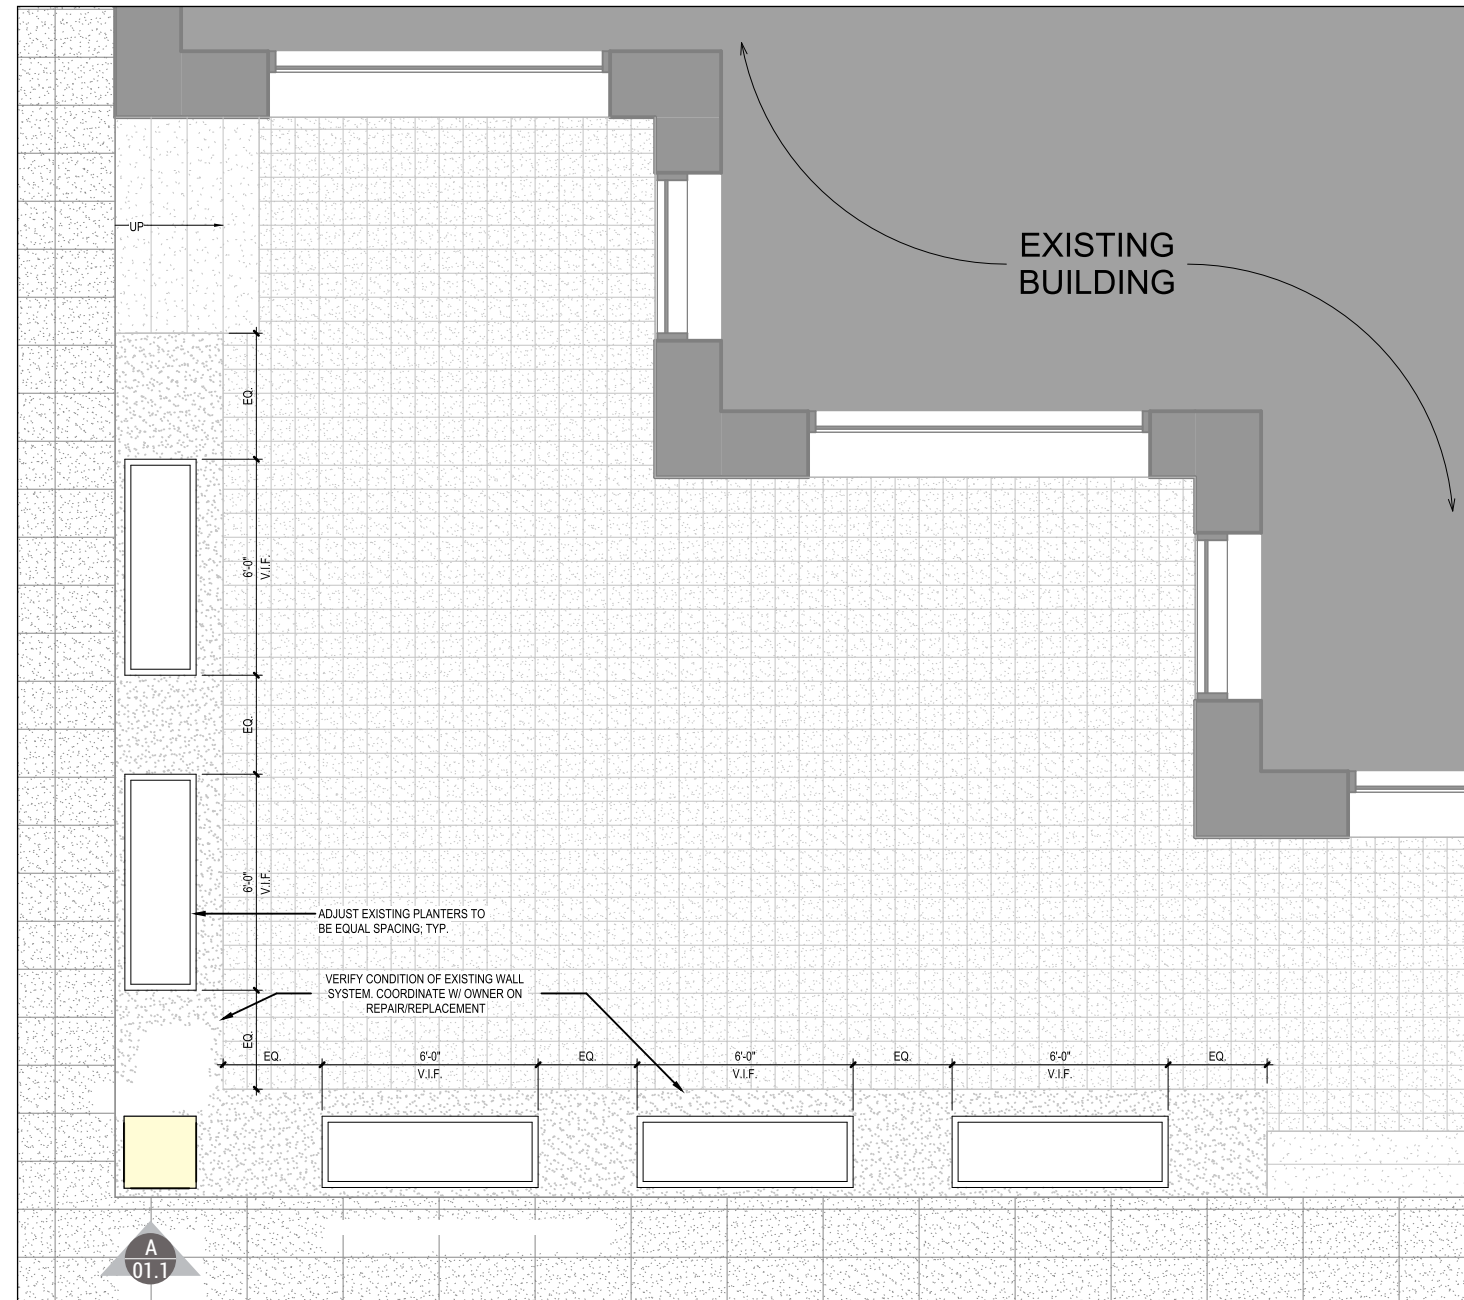 EXISTING
BUILDING
UP
EQ.
6'-0"
V.I.F.
EQ.
6'-0"
V.I.F.
ADJUST EXISTING PLANTERS TO
BE EQUAL SPACING; TYP.
VERIFY CONDITION OF EXISTING WALL
SYSTEM. COORDINATE W/ OWNER ON
REPAIR/REPLACEMENT
EQ.
EQ.
6'-0"
V.I.F.
EQ.
6'-0"
V.I.F.
EQ.
6'-0"
V.I.F.
EQ.
A
01.1